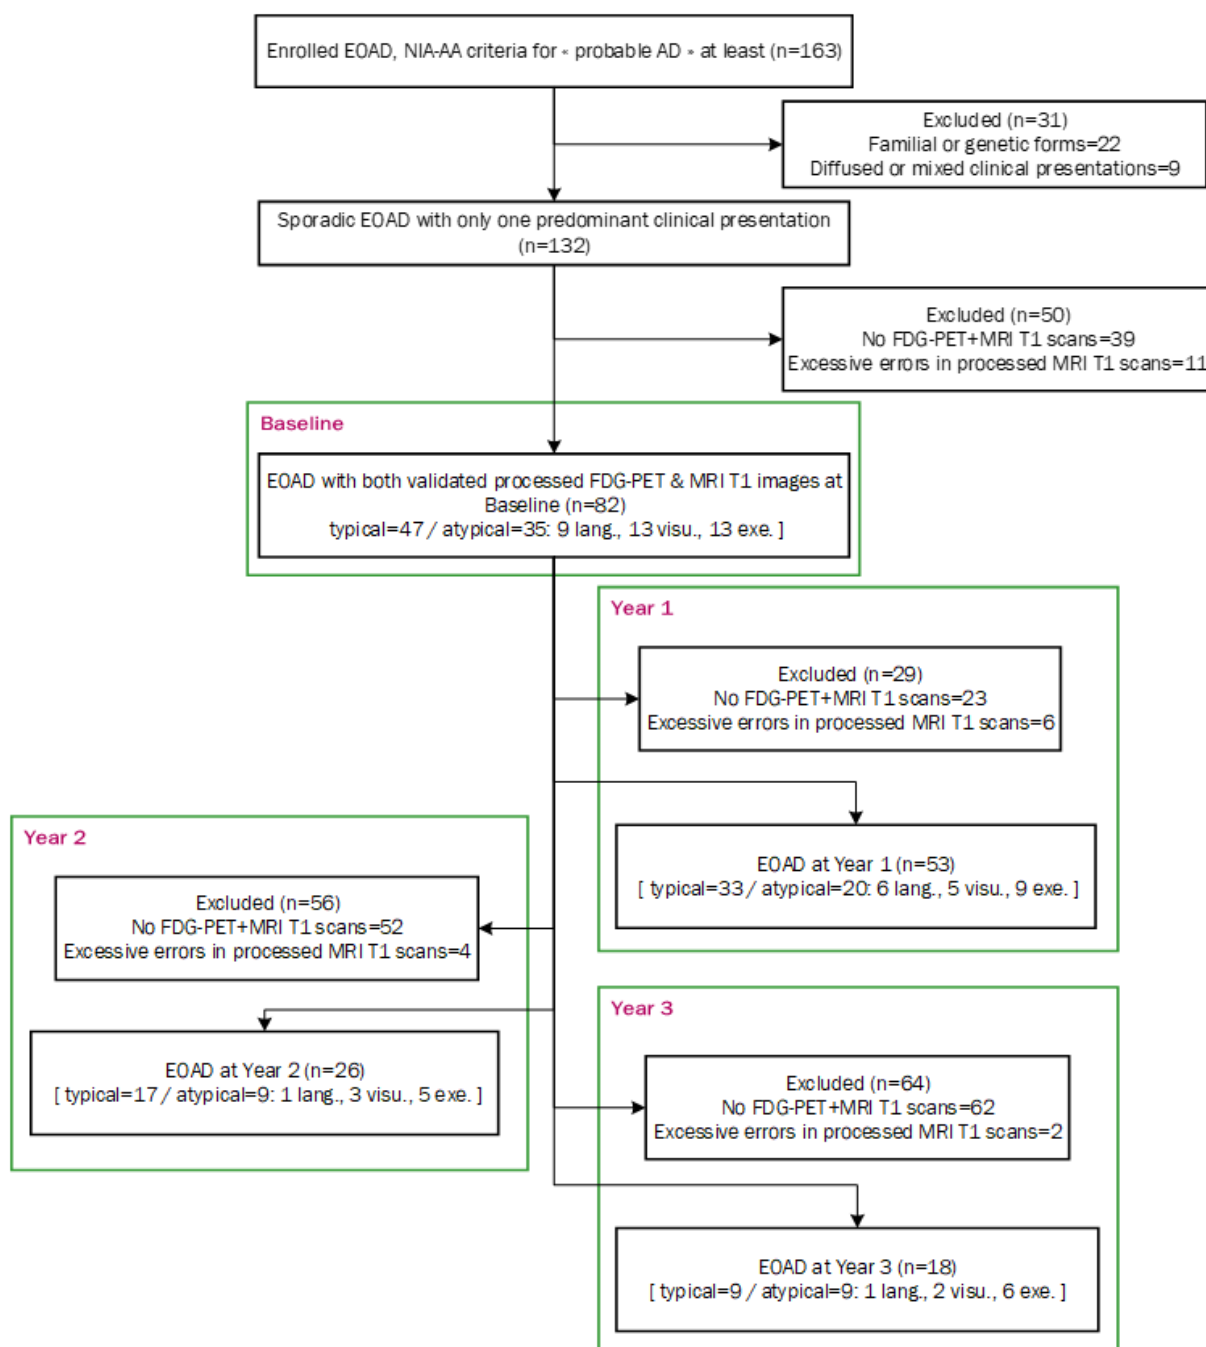 Enrolled EOAD, NIA-AA criteria for « probable AD » at least (n=163)
Excluded (n=31)
Familial or genetic forms=22
Diffused or mixed clinical presentations=9
Sporadic EOAD with only one predominant clinical presentation
(n=132)
Excluded (n=50)
No FDG-PET+MRI T1 scans=39
Excessive errors in processed MRI T1 scans=11
Baseline
EOAD with both validated processed FDG-PET & MRI T1 images at
Baseline (n=82)
typical=47 / atypical=35: 9 lang., 13 visu., 13 exe. ]
Year 1
Excluded (n=29)
No FDG-PET+MRI T1 scans=23
Excessive errors in processed MRI T1 scans=6
EOAD at Year 1 (n=53)
[ typical=33 / atypical=20: 6 lang., 5 visu., 9 exe. ]
Year 2
Excluded (n=56)
No FDG-PET+MRI T1 scans=52
Excessive errors in processed MRI T1 scans=4
EOAD at Year 2 (n=26)
[ typical=17 / atypical=9: 1 lang., 3 visu., 5 exe. ]
Year 3
Excluded (n=64)
No FDG-PET+MRI T1 scans=62
Excessive errors in processed MRI T1 scans=2
EOAD at Year 3 (n=18)
[ typical=9 / atypical=9: 1 lang., 2 visu., 6 exe. ]